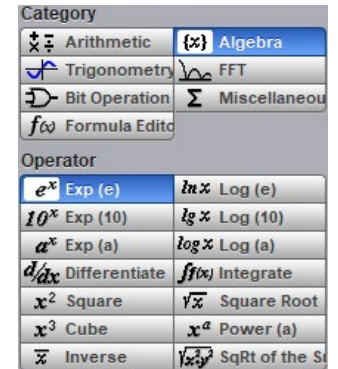 Category
Arithmetic {x} Algebra
Trigonometry FFT
Bit Operation Σ Miscellaneou
f(x) Formula Edito
Operator
eˣ Exp (e) ln x Log (e)
10ˣ Exp (10) lg x Log (10)
aˣ Exp (a) log x Log (a)
d/dx Differentiate ∫f(x) Integrate
x² Square √x Square Root
x³ Cube xᵃ Power (a)
x̅ Inverse √x²y² SqRt of the Su